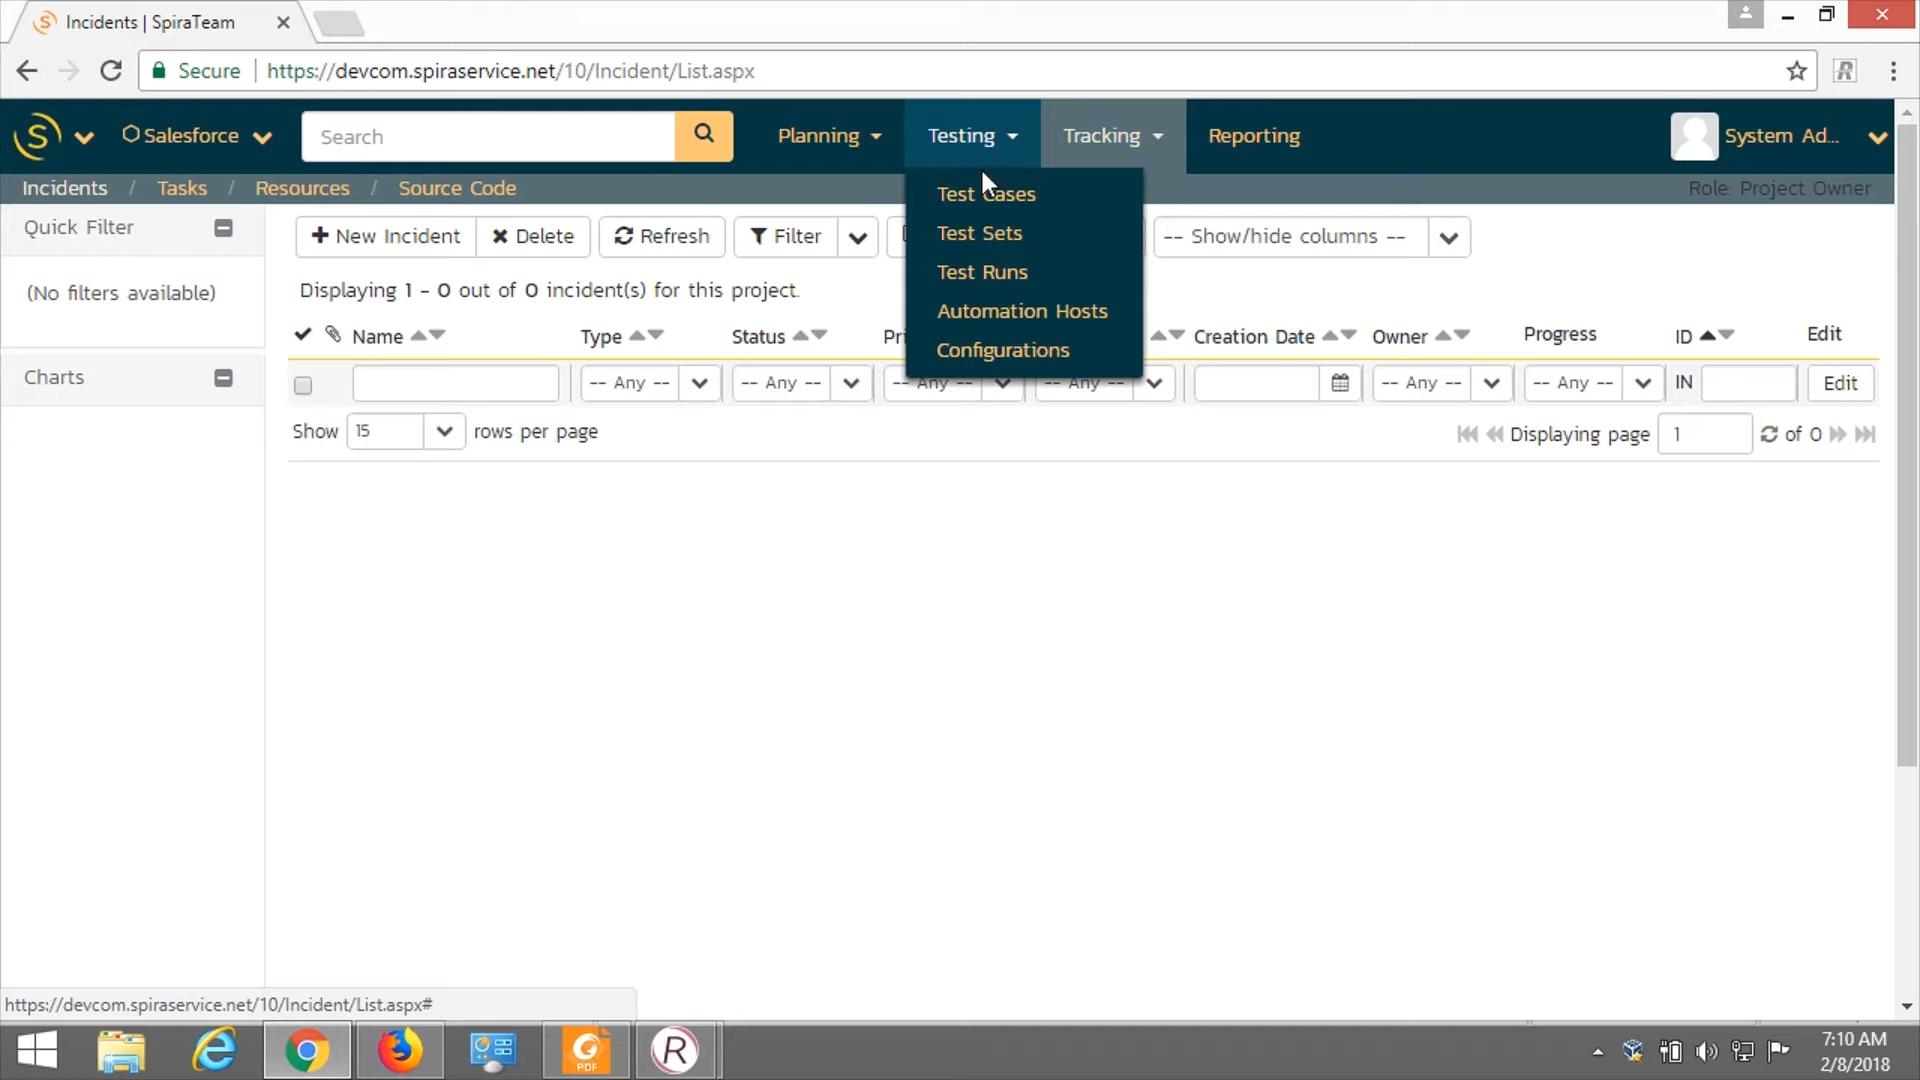 Incidents | SpiraTeam
Secure https://devcom.spiraservice.net/10/Incident/List.aspx
Salesforce Search Planning Testing Tracking Reporting System Ad...
Incidents / Tasks / Resources / Source Code Role: Project Owner
Test Cases
Test Sets
Test Runs
Automation Hosts
Configurations
Quick Filter
(No filters available)
Charts
New Incident Delete Refresh Filter -- Show/hide columns --
Displaying 1 - 0 out of 0 incident(s) for this project.
Name Type Status Creation Date Owner Progress ID Edit
-- Any -- -- Any -- -- Any -- -- Any -- -- Any -- -- Any -- IN Edit
Show 15 rows per page Displaying page 1 of 0
https://devcom.spiraservice.net/10/Incident/List.aspx#
PDF
R
7:10 AM
2/8/2018